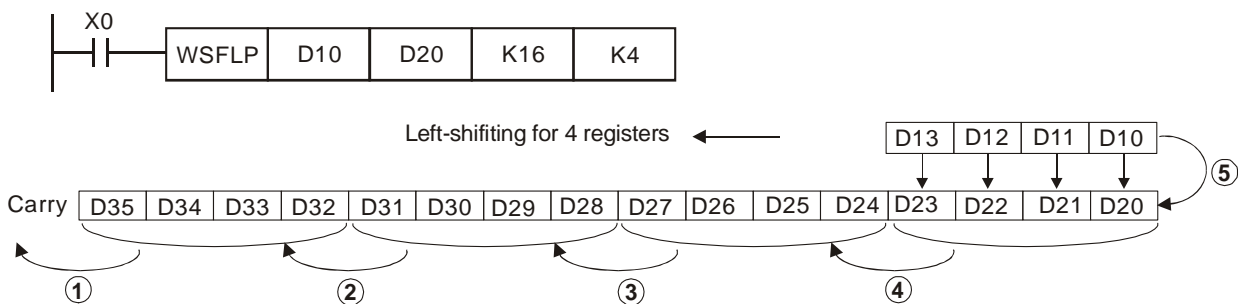 X0
WSFLP D10 D20 K16 K4
Left-shifiting for 4 registers
D13 D12 D11 D10
5
Carry D35 D34 D33 D32 D31 D30 D29 D28 D27 D26 D25 D24 D23 D22 D21 D20
1 2 3 4